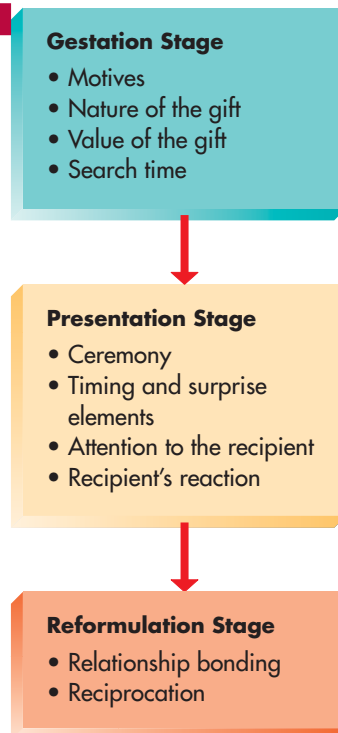 Gestation Stage
• Motives
• Nature of the gift
• Value of the gift
• Search time
Presentation Stage
• Ceremony
• Timing and surprise
elements
• Attention to the recipient
• Recipient’s reaction
Reformulation Stage
• Relationship bonding
• Reciprocation